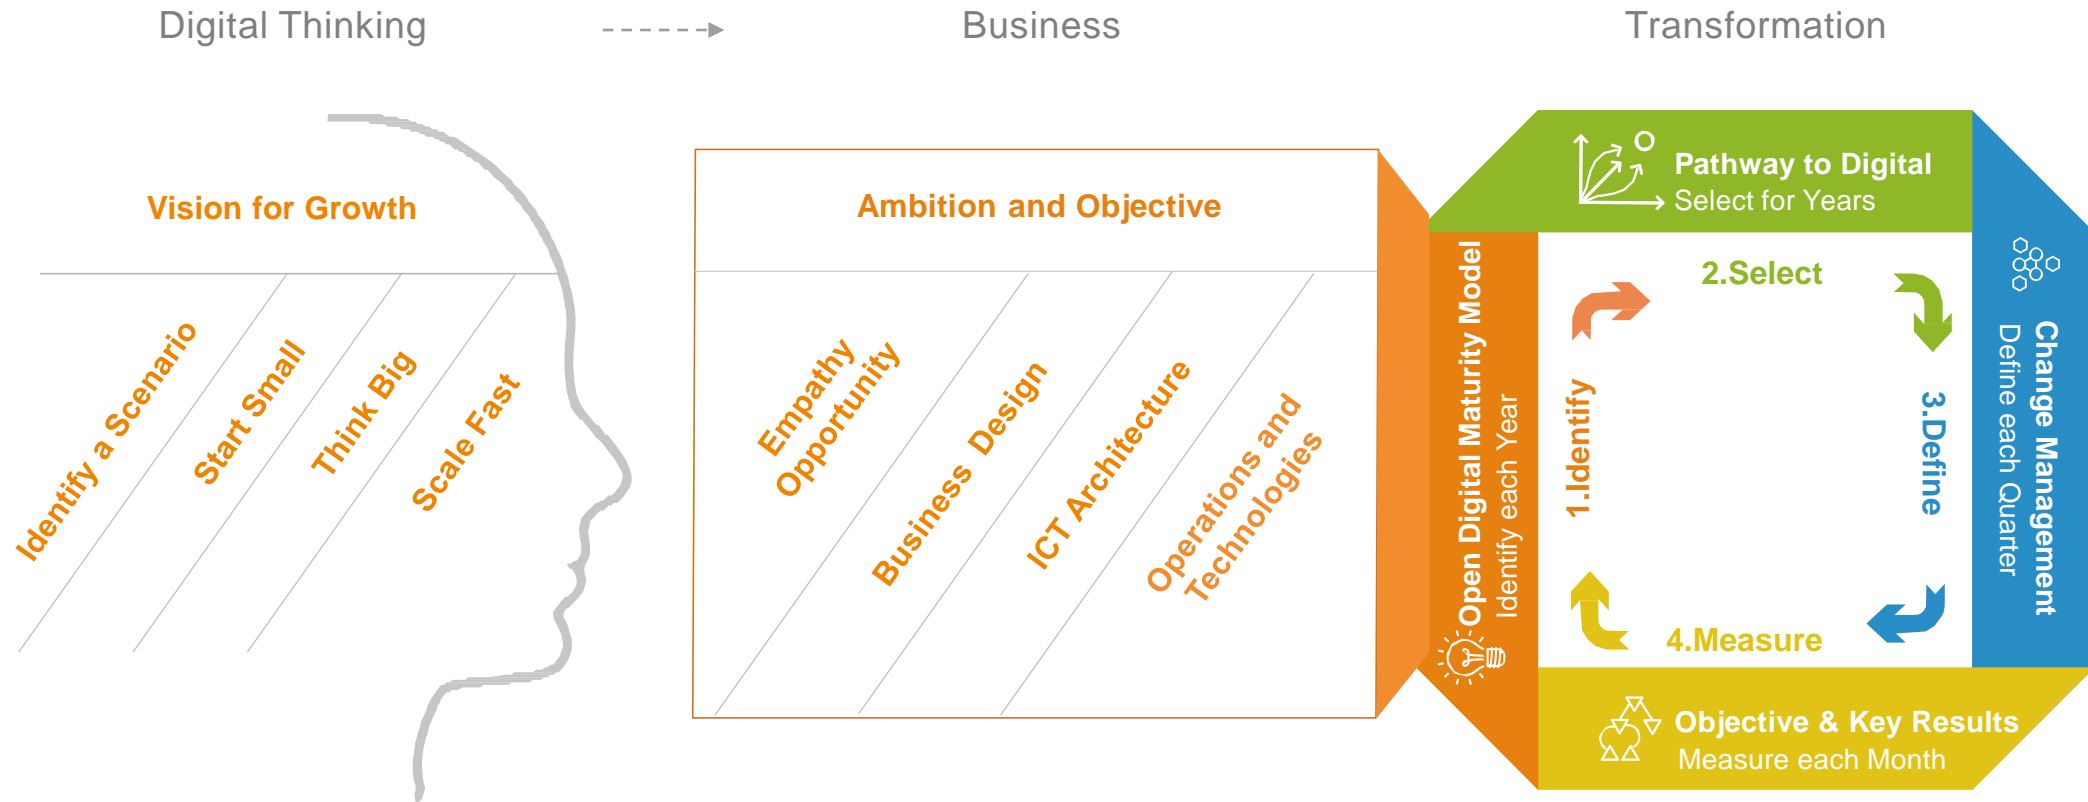 Digital Thinking
Business
Transformation
Vision for Growth
Identify a Scenario
Start Small
Think Big
Scale Fast
Ambition and Objective
Empathy
Opportunity
Business Design
ICT Architecture
Operations and
Technologies
Open Digital Maturity Model
Identify each Year
Pathway to Digital
Select for Years
Change Management
Define each Quarter
Objective & Key Results
Measure each Month
1.Identify
2.Select
3.Define
4.Measure